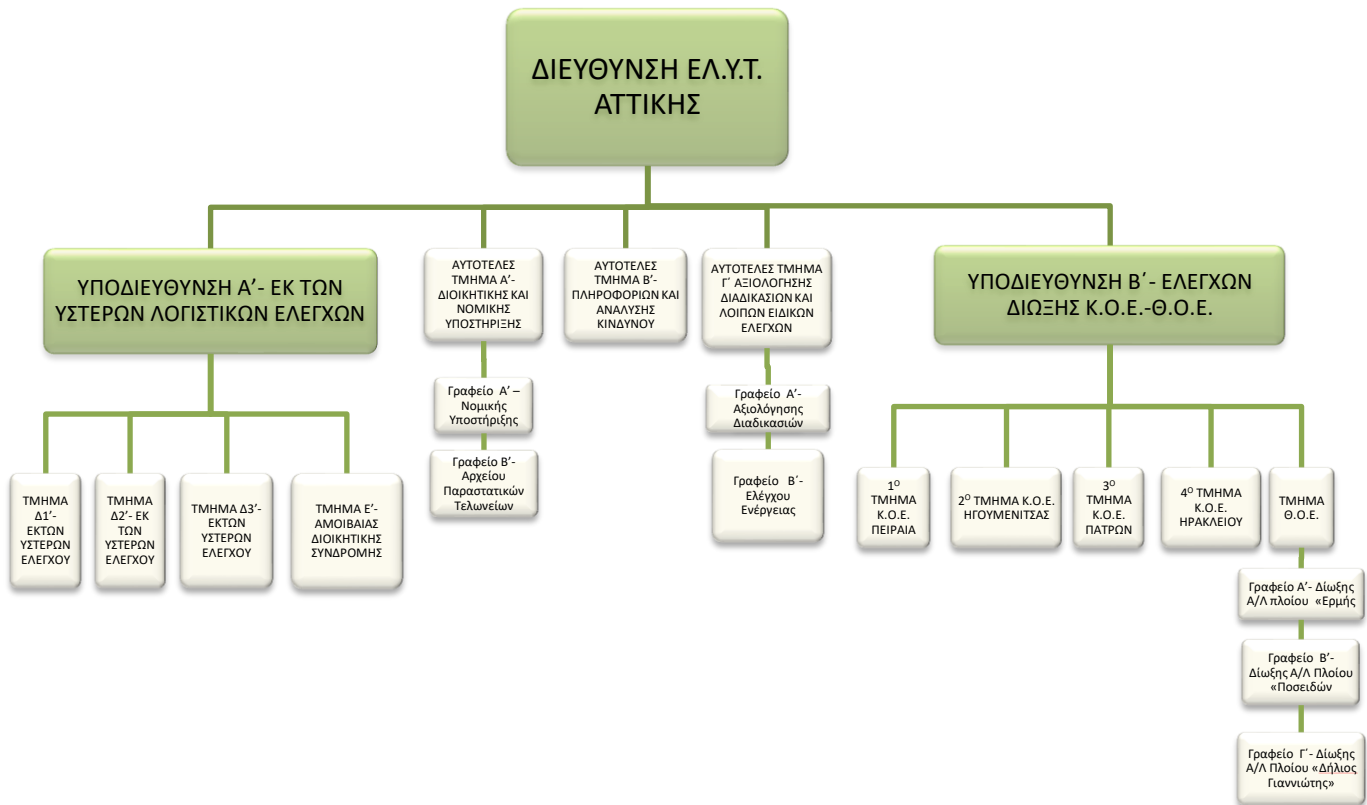 ΔΙΕΥΘΥΝΣΗ ΕΛ.Υ.Τ.
ΑΤΤΙΚΗΣ
ΥΠΟΔΙΕΥΘΥΝΣΗ Α′- ΕΚ ΤΩΝ
ΥΣΤΕΡΩΝ ΛΟΓΙΣΤΙΚΩΝ ΕΛΕΓΧΩΝ
ΑΥΤΟΤΕΛΕΣ
ΤΜΗΜΑ Α′-
ΔΙΟΙΚΗΤΙΚΗΣ ΚΑΙ
ΝΟΜΙΚΗΣ
ΥΠΟΣΤΗΡΙΞΗΣ
ΑΥΤΟΤΕΛΕΣ
ΤΜΗΜΑ Β′-
ΠΛΗΡΟΦΟΡΙΩΝ ΚΑΙ
ΑΝΑΛΥΣΗΣ
ΚΙΝΔΥΝΟΥ
ΑΥΤΟΤΕΛΕΣ ΤΜΗΜΑ
Γ΄ ΑΞΙΟΛΟΓΗΣΗΣ
ΔΙΑΔΙΚΑΣΙΩΝ ΚΑΙ
ΛΟΙΠΩΝ ΕΙΔΙΚΩΝ
ΕΛΕΓΧΩΝ
ΥΠΟΔΙΕΥΘΥΝΣΗ Β΄- ΕΛΕΓΧΩΝ
ΔΙΩΞΗΣ Κ.Ο.Ε.-Θ.Ο.Ε.
Γραφείο Α′ –
Νομικής
Υποστήριξης
Γραφείο Β′-
Αρχείου
Παραστατικών
Τελωνείων
Γραφείο Α′-
Αξιολόγησης
Διαδικασιών
Γραφείο Β΄-
Ελέγχου
Ενέργειας
ΤΜΗΜΑ
Δ1′-
ΕΚΤΩΝ
ΥΣΤΕΡΩΝ
ΕΛΕΓΧΟΥ
ΤΜΗΜΑ
Δ2′- ΕΚ
ΤΩΝ
ΥΣΤΕΡΩΝ
ΕΛΕΓΧΟΥ
ΤΜΗΜΑ Δ3′-
ΕΚΤΩΝ
ΥΣΤΕΡΩΝ
ΕΛΕΓΧΟΥ
ΤΜΗΜΑ Ε′-
ΑΜΟΙΒΑΙΑΣ
ΔΙΟΙΚΗΤΙΚΗΣ
ΣΥΝΔΡΟΜΗΣ
1Ο
ΤΜΗΜΑ
Κ.Ο.Ε.
ΠΕΙΡΑΙΑ
2Ο ΤΜΗΜΑ Κ.Ο.Ε.
ΗΓΟΥΜΕΝΙΤΣΑΣ
3Ο
ΤΜΗΜΑ
Κ.Ο.Ε.
ΠΑΤΡΩΝ
4Ο ΤΜΗΜΑ
Κ.Ο.Ε.
ΗΡΑΚΛΕΙΟΥ
ΤΜΗΜΑ
Θ.Ο.Ε.
Γραφείο Α′- Δίωξης
Α/Λ πλοίου «Ερμής
Γραφείο Β′-
Δίωξης Α/Λ Πλοίου
«Ποσειδών
Γραφείο Γ΄- Δίωξης
Α/Λ Πλοίου «Δήλιος
Γιαννιώτης»